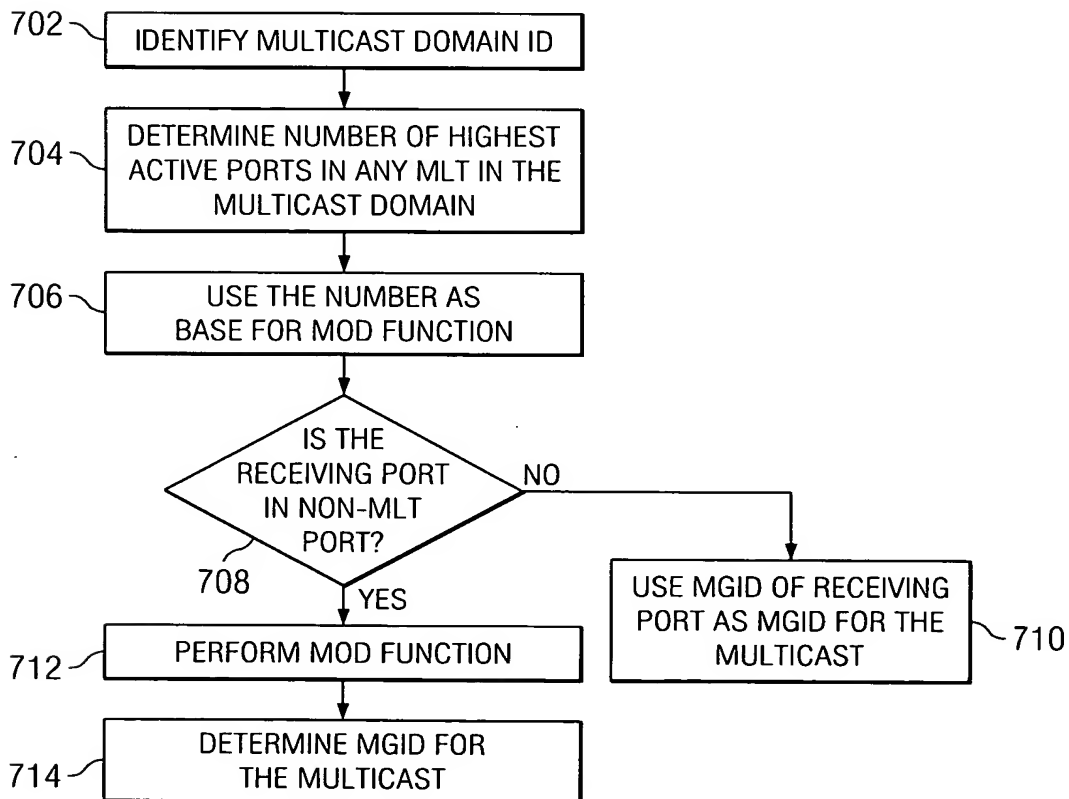 702
IDENTIFY MULTICAST DOMAIN ID
704
DETERMINE NUMBER OF HIGHEST
ACTIVE PORTS IN ANY MLT IN THE
MULTICAST DOMAIN
706
USE THE NUMBER AS
BASE FOR MOD FUNCTION
IS THE
RECEIVING PORT
IN NON-MLT
PORT?
708
NO
YES
USE MGID OF RECEIVING
PORT AS MGID FOR THE
MULTICAST
710
712
PERFORM MOD FUNCTION
714
DETERMINE MGID FOR
THE MULTICAST